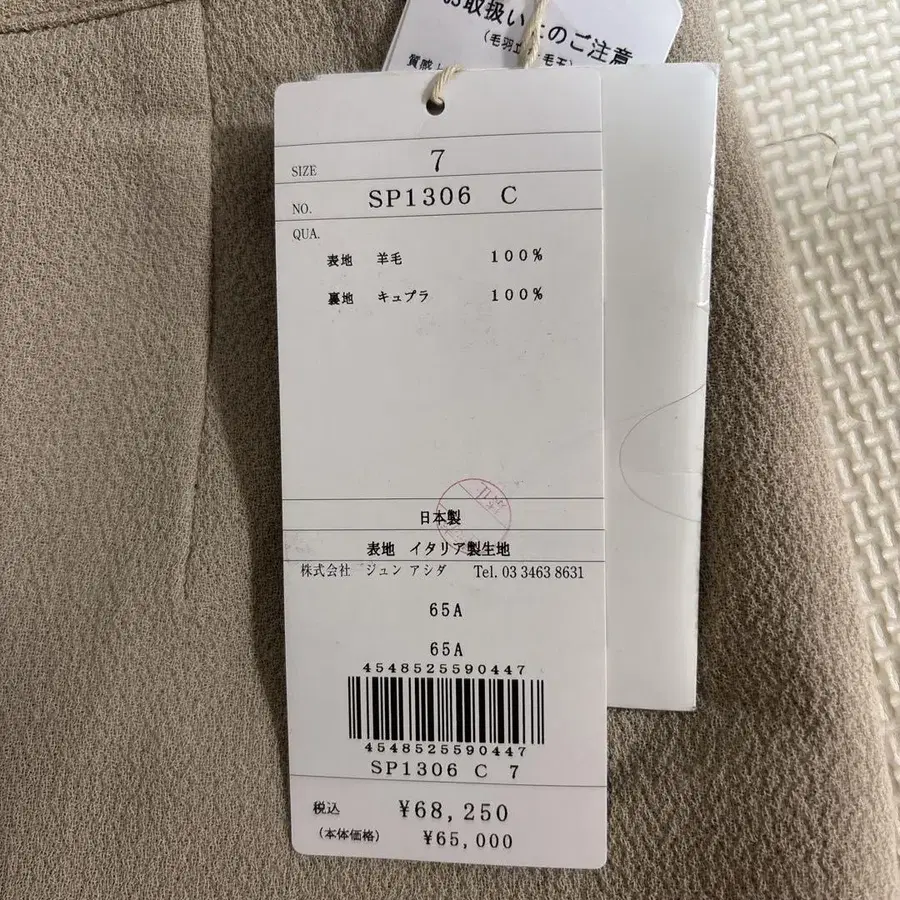 取扱い
のご注意
SIZE 7
NO. SP1306 C
QUA.
表地 羊毛 100%
裏地 キュプラ 100%
日本製
表地 イタリア製生地
株式会社 ジュン アシダ Tel. 03 3463 8631
65A
65A
4548525590447
4548525590447
SP1306 C 7
税込 ¥68,250
(本体価格) ¥65,000